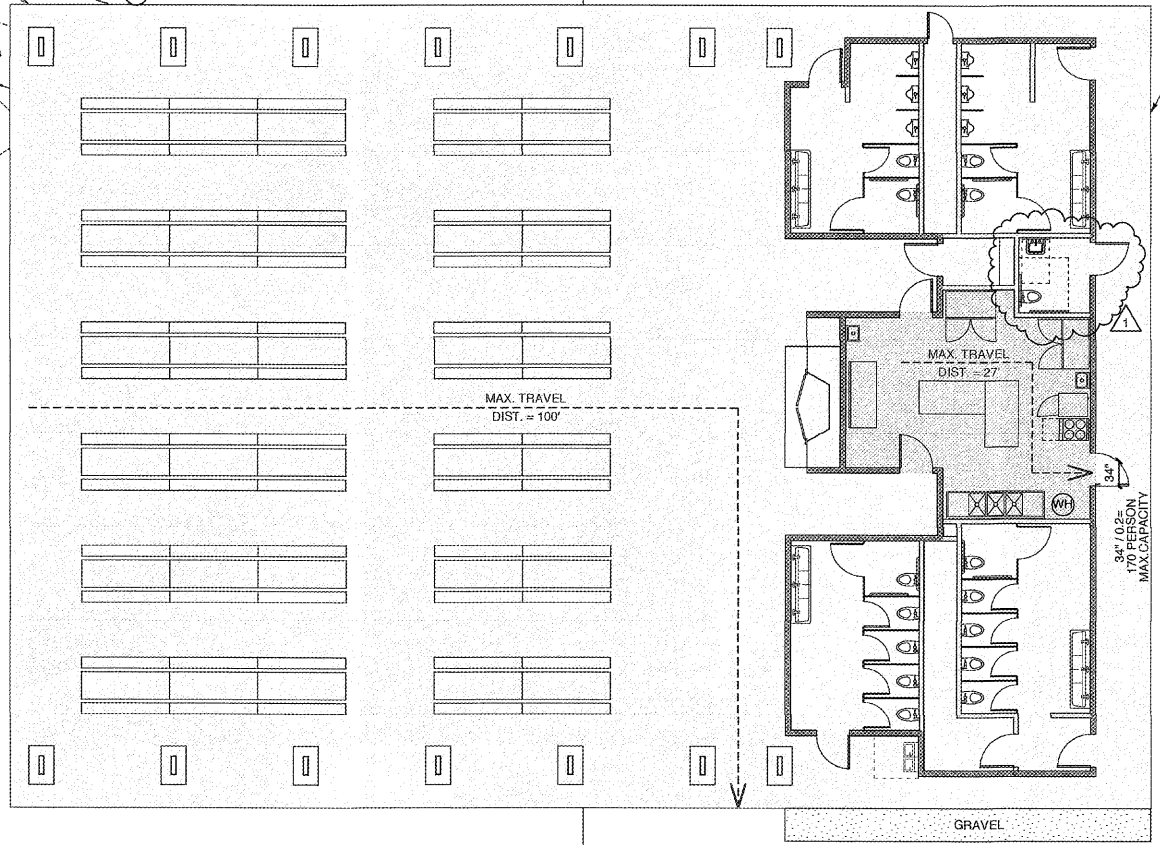 1
MAX. TRAVEL
DIST. = 27'
MAX. TRAVEL
DIST. = 100'
34"
WH
34" / 0.2=
170 PERSON
MAX.CAPACITY
GRAVEL